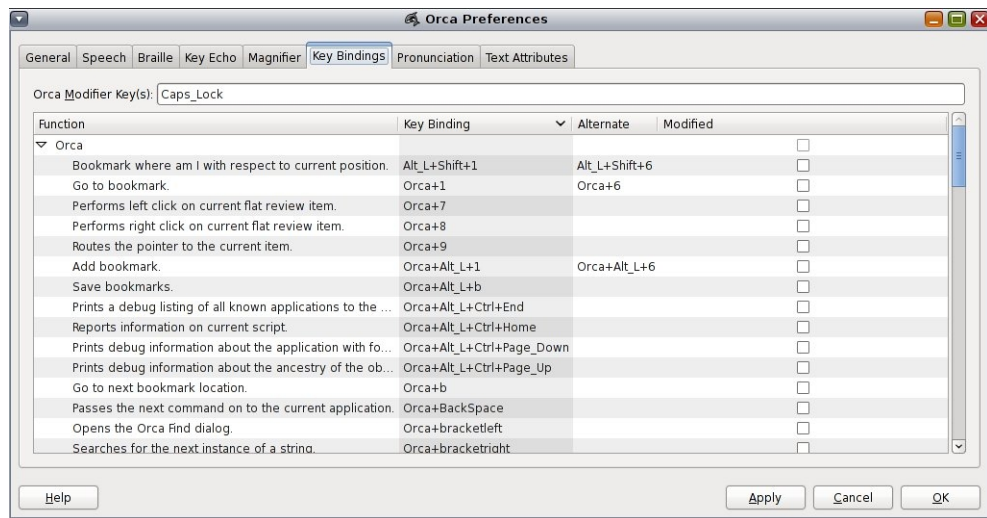 Orca Preferences
General Speech Braille Key Echo Magnifier Key Bindings Pronunciation Text Attributes
Orca Modifier Key(s): Caps_Lock
Function Key Binding Alternate Modified
Orca
Bookmark where am I with respect to current position. Alt_L+Shift+1 Alt_L+Shift+6
Go to bookmark. Orca+1 Orca+6
Performs left click on current flat review item. Orca+7
Performs right click on current flat review item. Orca+8
Routes the pointer to the current item. Orca+9
Add bookmark. Orca+Alt_L+1 Orca+Alt_L+6
Save bookmarks. Orca+Alt_L+b
Prints a debug listing of all known applications to the ... Orca+Alt_L+Ctrl+End
Reports information on current script. Orca+Alt_L+Ctrl+Home
Prints debug information about the application with fo... Orca+Alt_L+Ctrl+Page_Down
Prints debug information about the ancestry of the ob... Orca+Alt_L+Ctrl+Page_Up
Go to next bookmark location. Orca+b
Passes the next command on to the current application. Orca+BackSpace
Opens the Orca Find dialog. Orca+bracketleft
Searches for the next instance of a string. Orca+bracketright
Help Apply Cancel OK